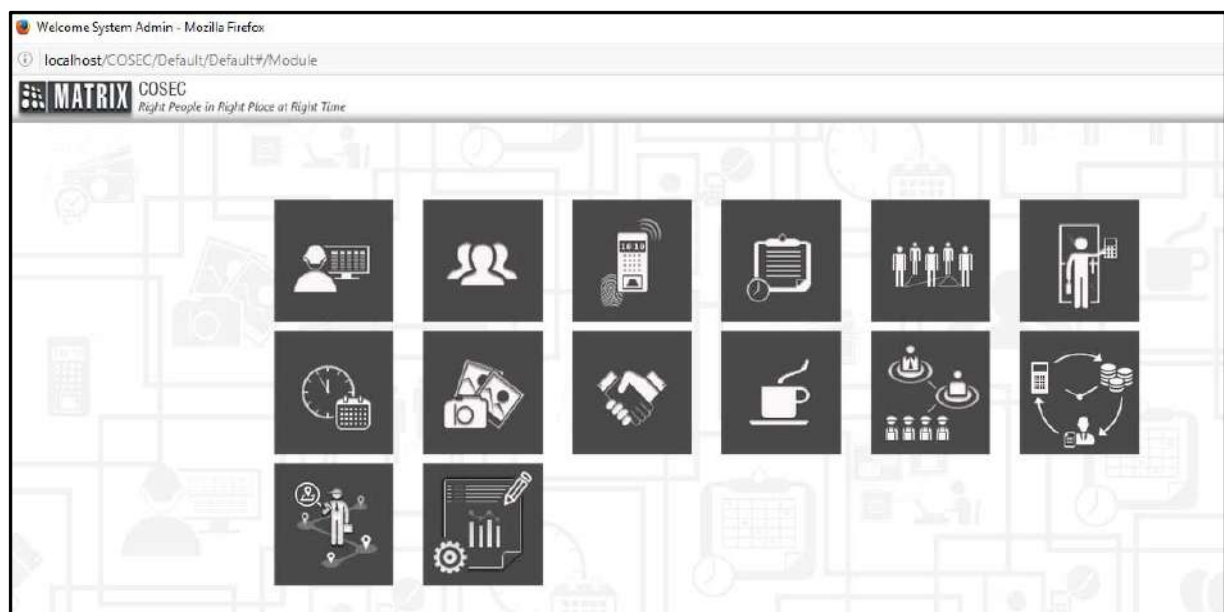 Welcome System Admin - Mozilla Firefox
localhost/COSEC/Default/Default#/Module
MATRIX COSEC
Right People in Right Place at Right Time